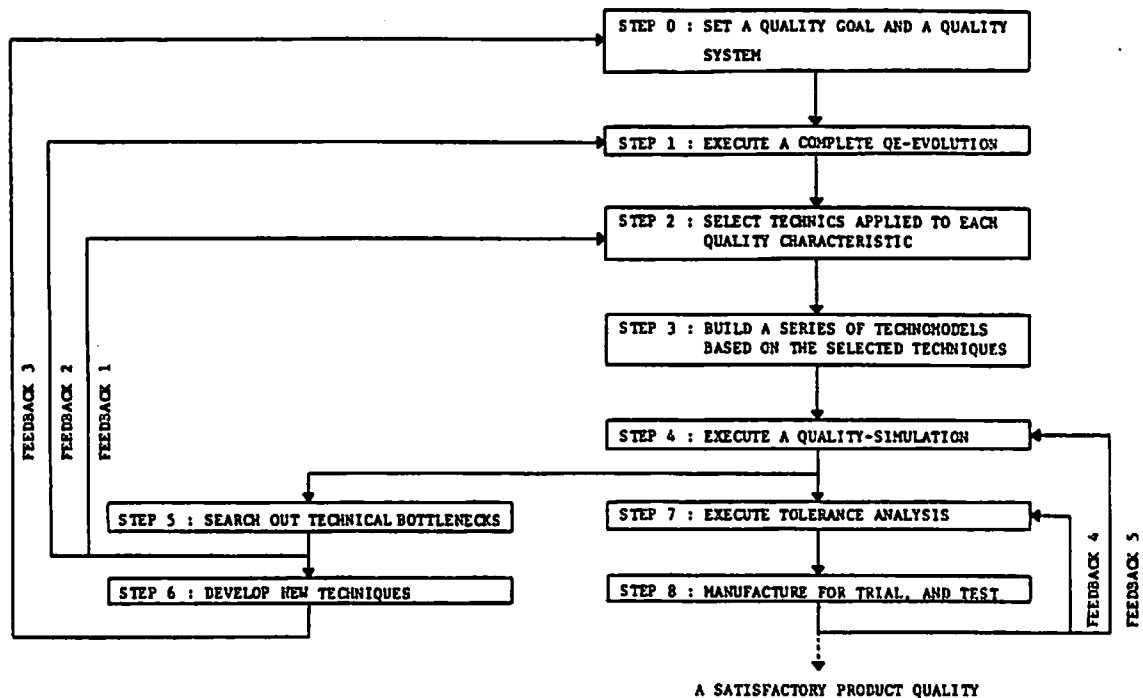 STEP 0 : SET A QUALITY GOAL AND A QUALITY
SYSTEM
STEP 1 : EXECUTE A COMPLETE QE-EVOLUTION
STEP 2 : SELECT TECHNICS APPLIED TO EACH
QUALITY CHARACTERISTIC
STEP 3 : BUILD A SERIES OF TECHNOMODELS
BASED ON THE SELECTED TECHNIQUES
STEP 4 : EXECUTE A QUALITY-SIMULATION
STEP 5 : SEARCH OUT TECHNICAL BOTTLENECKS
STEP 7 : EXECUTE TOLERANCE ANALYSIS
STEP 6 : DEVELOP NEW TECHNIQUES
STEP 8 : MANUFACTURE FOR TRIAL, AND TEST
FEEDBACK 3
FEEDBACK 2
FEEDBACK 1
FEEDBACK 4
FEEDBACK 5
A SATISFACTORY PRODUCT QUALITY